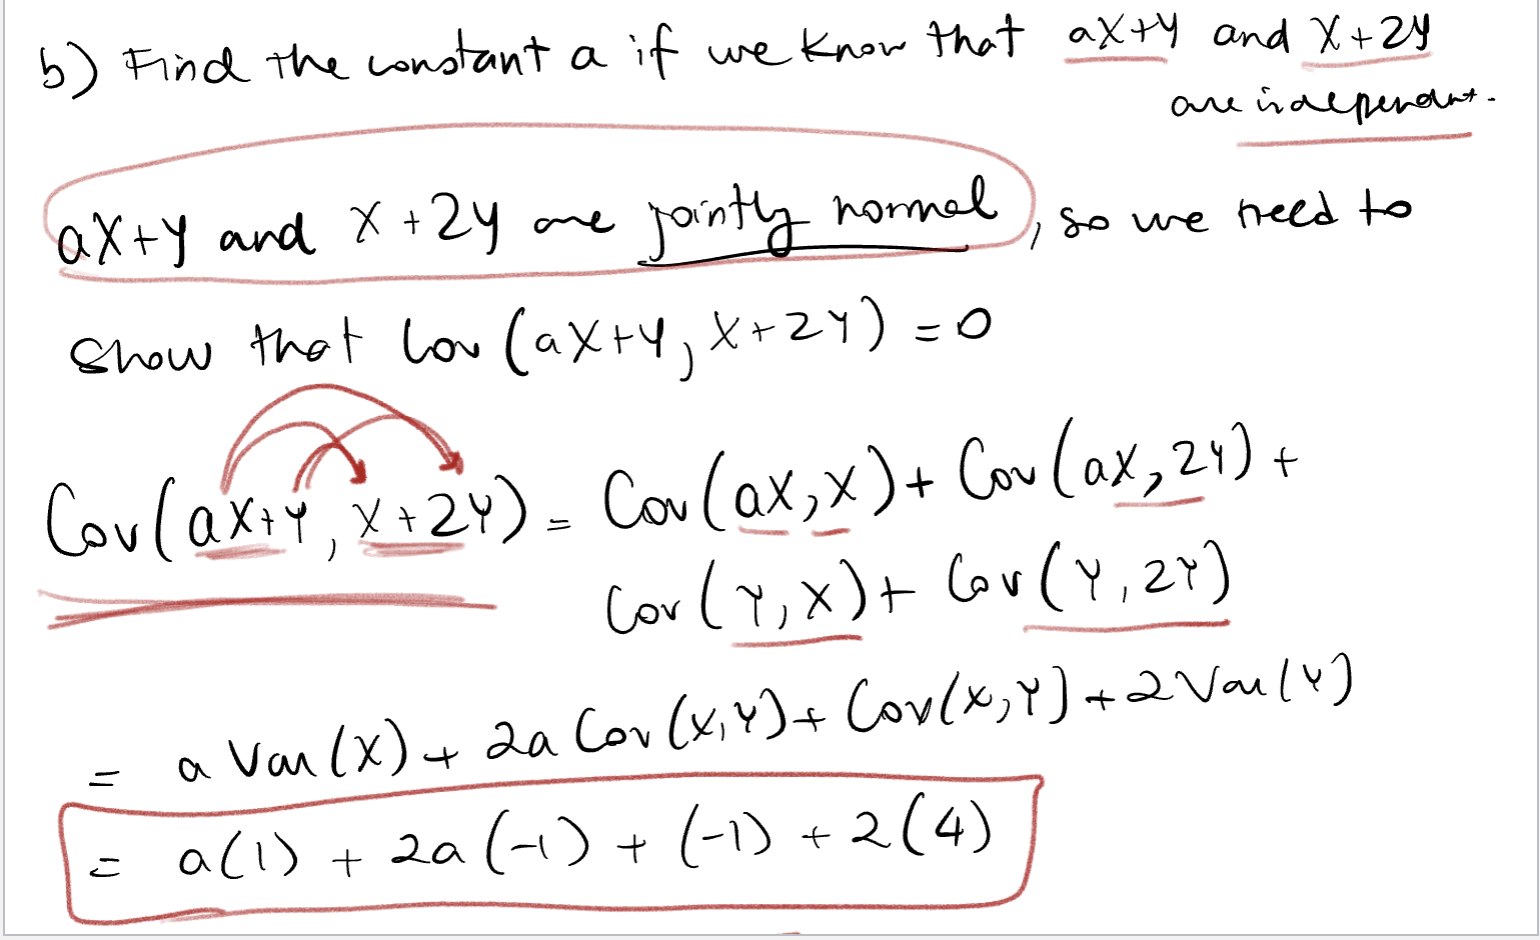 b) Find the constant a if we know that ax+y and X+2y
are independent.
ax+y and x+2y are jointly normal, so we need to
show that Cov(ax+y, x+2y)=0
Cov(ax+y, x+2y) = Cov(ax,x)+ Cov(ax,2y)+
Cov(y,x)+ Cov(y,2y)
= a Var(x)+ 2a Cov(x,y)+ Cov(x,y)+2Var(y)
= a(1) + 2a(-1) + (-1) + 2(4)